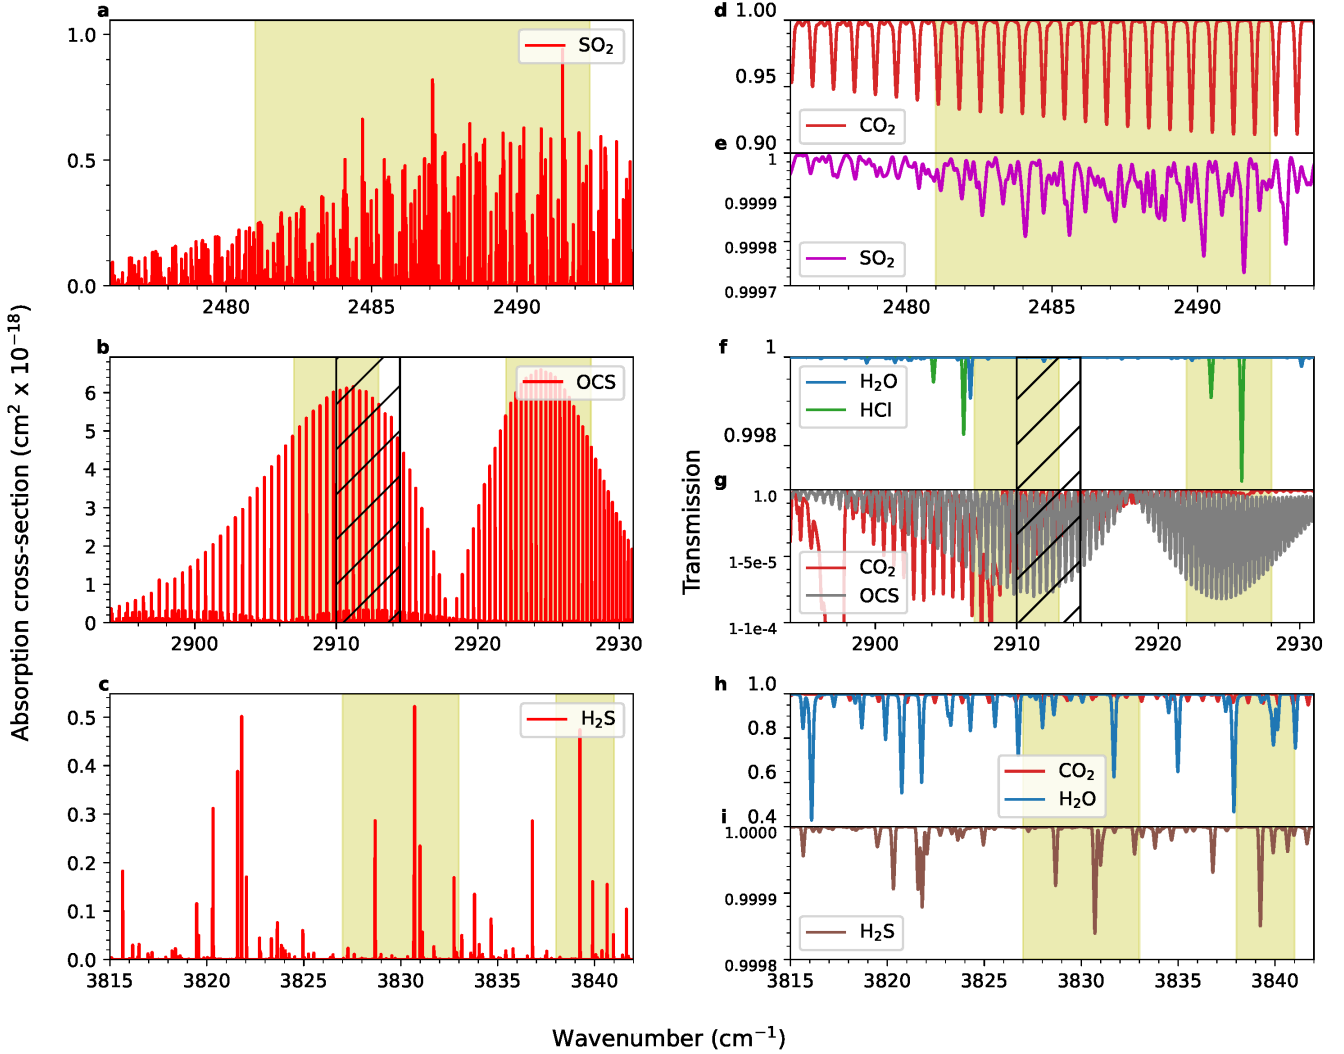 a
1.0
0.5
0.0
SO₂
2480
2485
2490
b
6
5
4
3
2
1
0
OCS
2900
2910
2920
2930
c
0.5
0.4
0.3
0.2
0.1
0.0
H₂S
3815
3820
3825
3830
3835
3840
Absorption cross-section (cm² x 10⁻¹⁸)
d
1.00
0.95
0.90
CO₂
e
1
0.9999
0.9998
0.9997
SO₂
2480
2485
2490
f
1
0.998
H₂O
HCl
g
1.0
1-5e-5
1-1e-4
CO₂
OCS
2900
2910
2920
2930
Transmission
h
1.0
0.8
0.6
0.4
CO₂
H₂O
i
1.0000
0.9999
0.9998
H₂S
3815
3820
3825
3830
3835
3840
Wavenumber (cm⁻¹)